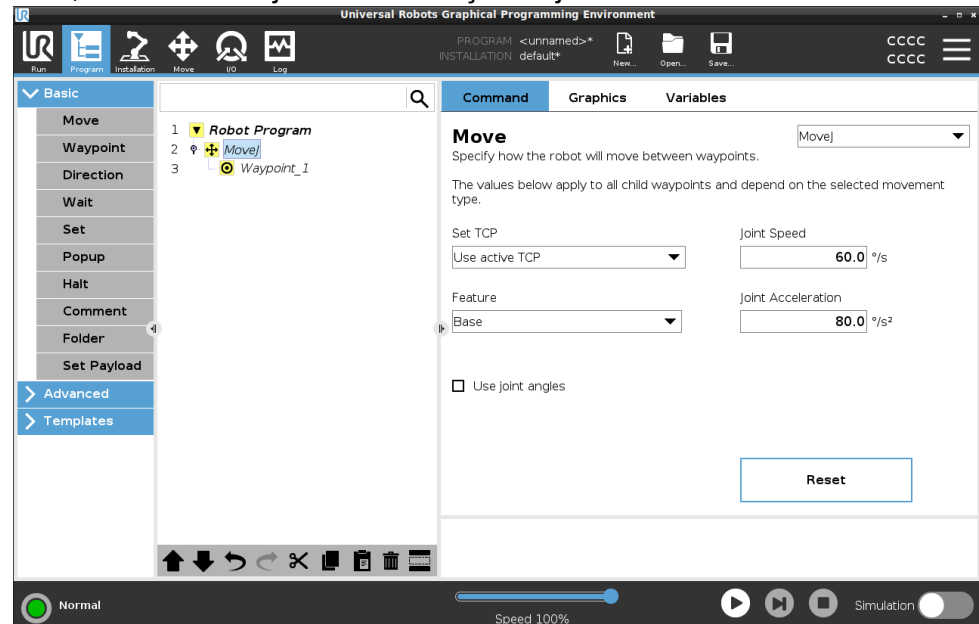 Universal Robots Graphical Programming Environment
UR
Run
Program
Installation
Move
I/O
Log
PROGRAM <unnamed>*
INSTALLATION default*
New...
Open...
Save...
CCCC
CCCC
Basic
Move
Waypoint
Direction
Wait
Set
Popup
Halt
Comment
Folder
Set Payload
Advanced
Templates
1 Robot Program
2 MoveJ
3 Waypoint_1
Command Graphics Variables
Move
MoveJ
Specify how the robot will move between waypoints.
The values below apply to all child waypoints and depend on the selected movement
type.
Set TCP
Joint Speed
Use active TCP
60.0 °/s
Feature
Joint Acceleration
Base
80.0 °/s²
Use joint angles
Reset
Normal
Speed 100%
Simulation